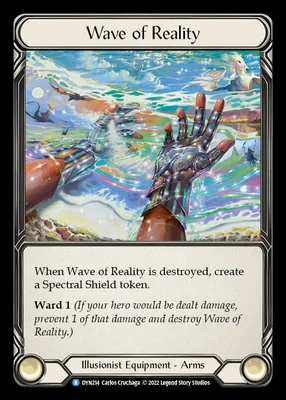 Wave of Reality
When Wave of Reality is destroyed, create
a Spectral Shield token.
Ward 1 (If your hero would be dealt damage,
prevent 1 of that damage and destroy Wave of
Reality.)
Illusionist Equipment - Arms
R DYN214 Carlos Cruchaga © 2022 Legend Story Studios